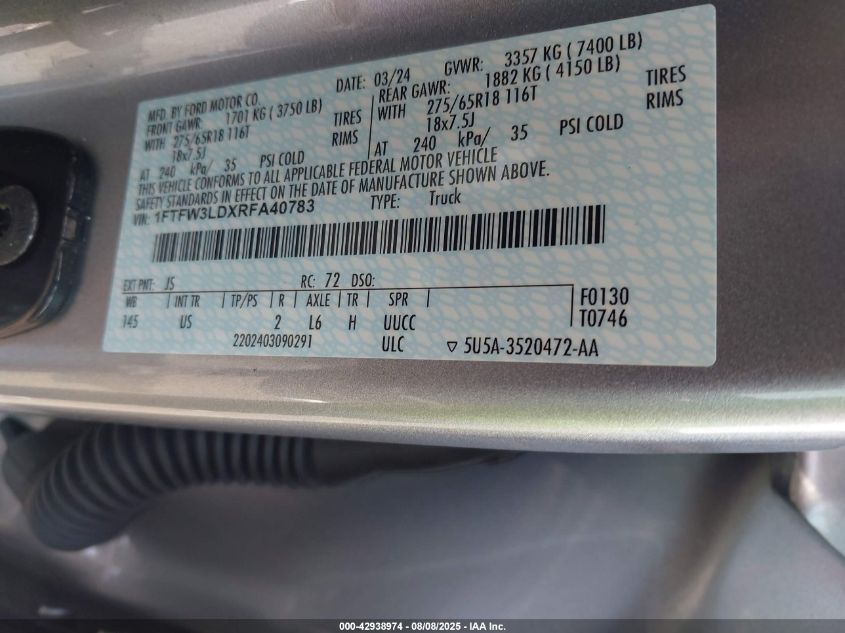 MFD. BY FORD MOTOR CO.
DATE: 03/24 GVWR: 3357 KG ( 7400 LB)
FRONT GAWR: 1701 KG ( 3750 LB)
WITH 275/65R18 116T TIRES
18x7.5J RIMS
AT 240 kPa/ 35 PSI COLD
REAR GAWR: 1882 KG ( 4150 LB)
WITH 275/65R18 116T TIRES
18x7.5J RIMS
AT 240 kPa/ 35 PSI COLD
THIS VEHICLE CONFORMS TO ALL APPLICABLE FEDERAL MOTOR VEHICLE
SAFETY STANDARDS IN EFFECT ON THE DATE OF MANUFACTURE SHOWN ABOVE.
VIN: 1FTFW3LDXRFA40783 TYPE: Truck
EXT PNT: JS RC: 72 DSO:
WB INT TR TP/PS R AXLE TR SPR
145 US 2 L6 H UUCC
F0130
T0746
2202403090291 ULC ▽ 5U5A-3520472-AA
000-42938974 | 08/08/2025 - IAA Inc.